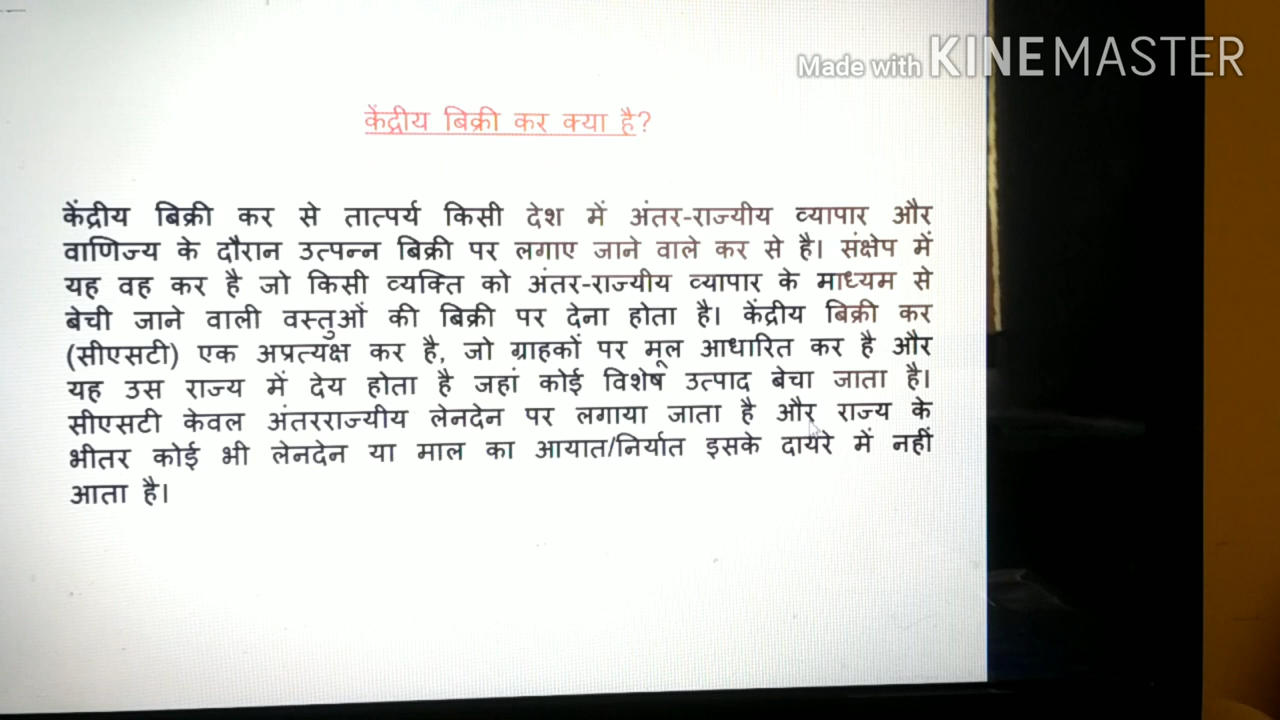 Made with KINEMASTER
केंद्रीय बिक्री कर क्या है?
केंद्रीय बिक्री कर से तात्पर्य किसी देश में अंतर-राज्यीय व्यापार और
वाणिज्य के दौरान उत्पन्न बिक्री पर लगाए जाने वाले कर से है। संक्षेप में
यह वह कर है जो किसी व्यक्ति को अंतर-राज्यीय व्यापार के माध्यम से
बेची जाने वाली वस्तुओं की बिक्री पर देना होता है। केंद्रीय बिक्री कर
(सीएसटी) एक अप्रत्यक्ष कर है, जो ग्राहकों पर मूल आधारित कर है और
यह उस राज्य में देय होता है जहां कोई विशेष उत्पाद बेचा जाता है।
सीएसटी केवल अंतरराज्यीय लेनदेन पर लगाया जाता है और राज्य के
भीतर कोई भी लेनदेन या माल का आयात/निर्यात इसके दायरे में नहीं
आता है।